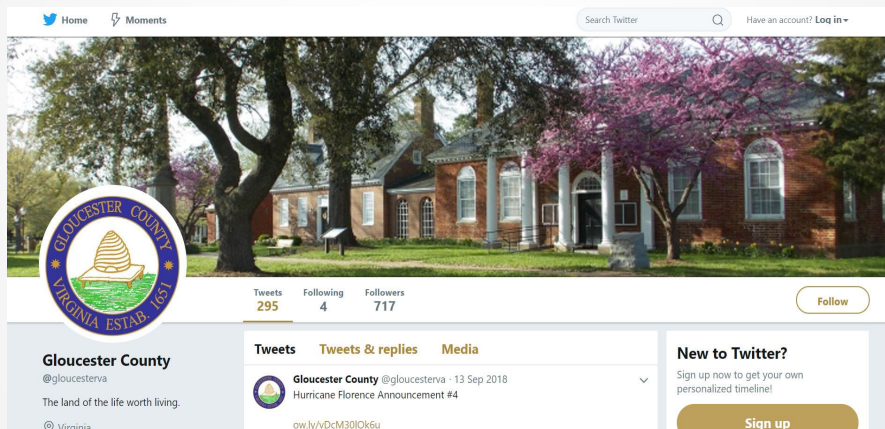 Home
Moments
Search Twitter
Have an account? Log in
GLOUCESTER COUNTY
VIRGINIA ESTAB. 1651
Tweets
295
Following
4
Followers
717
Follow
Gloucester County
@gloucesterva
The land of the life worth living.
Virginia
Tweets
Tweets & replies
Media
Gloucester County @gloucesterva · 13 Sep 2018
Hurricane Florence Announcement #4
ow.ly/vDcM30lOk6u
New to Twitter?
Sign up now to get your own
personalized timeline!
Sign up